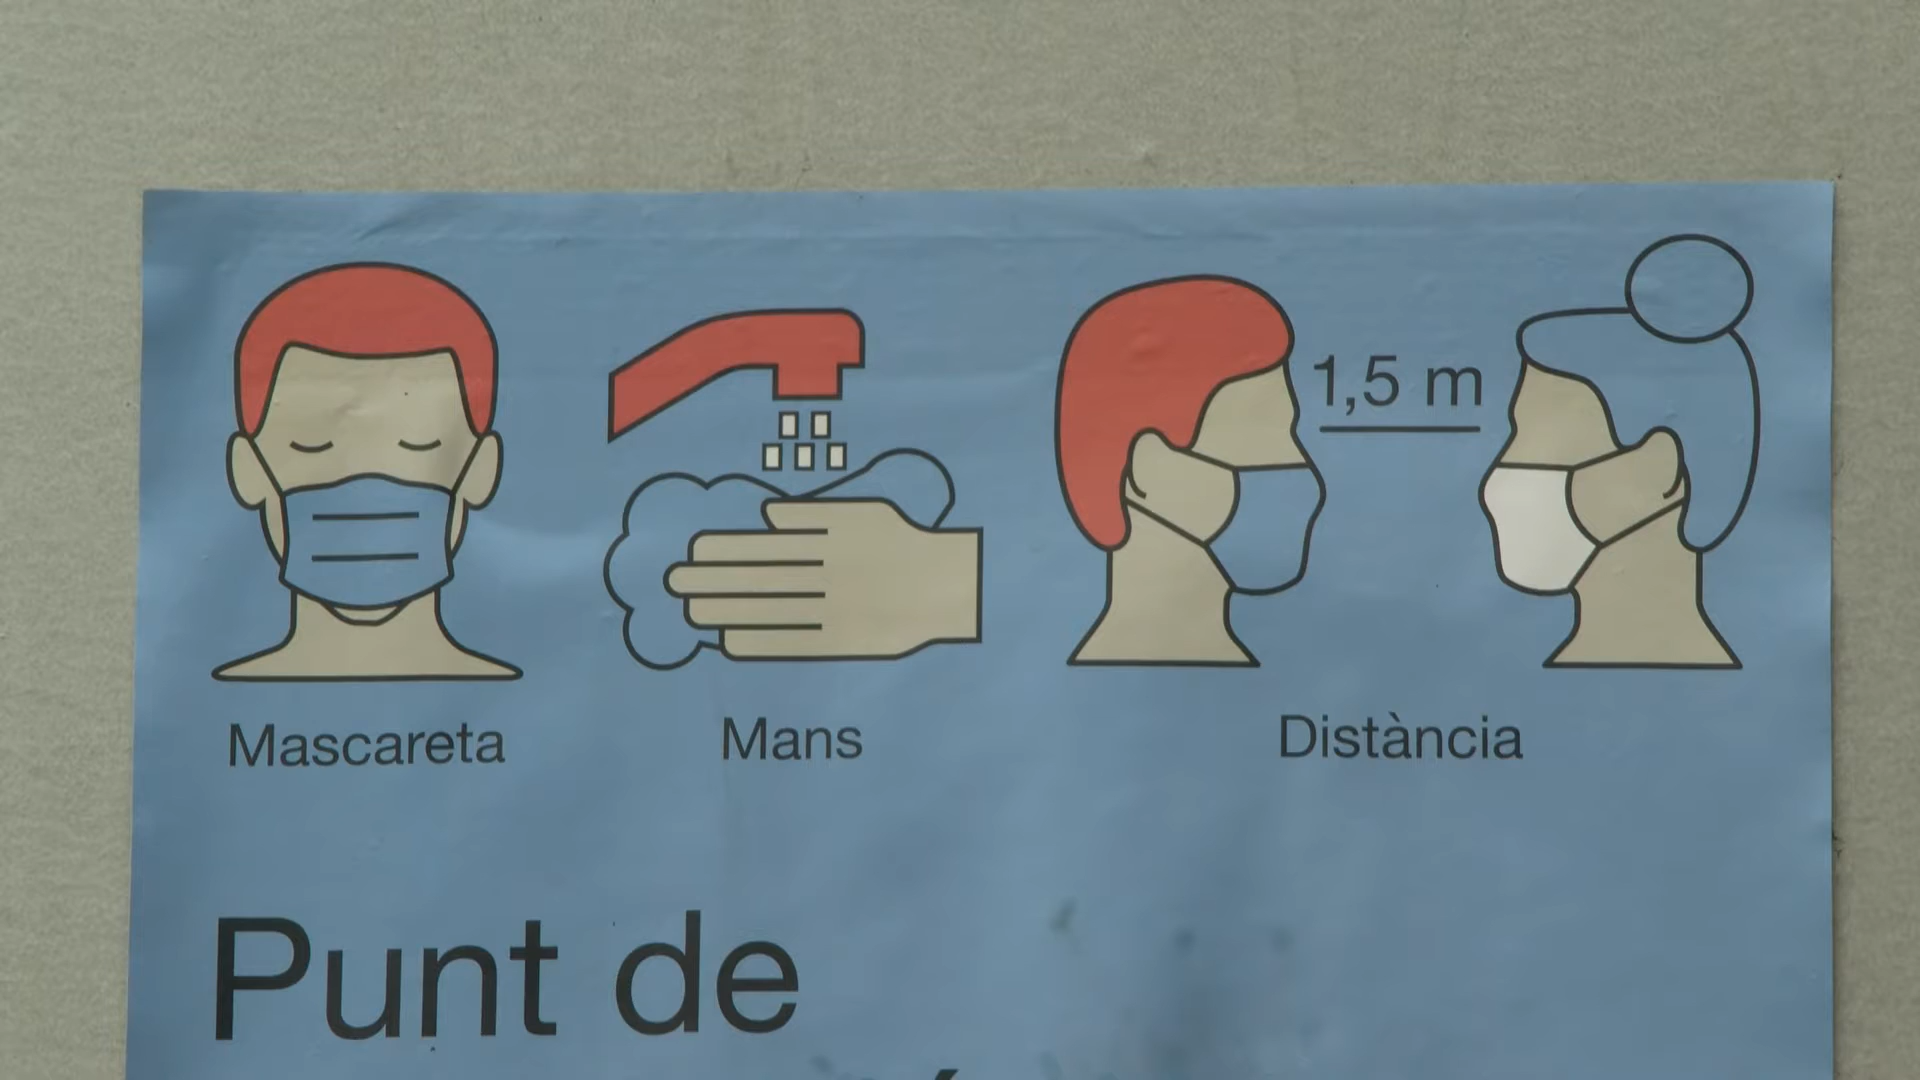 1,5 m
Mascareta
Mans
Distància
Punt de